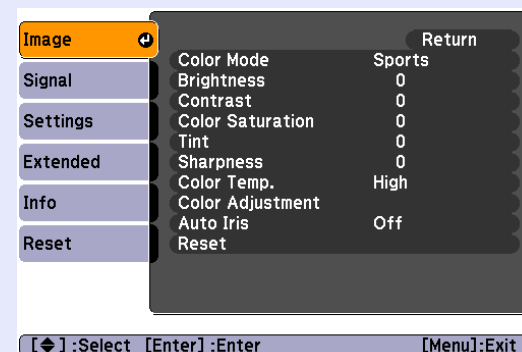 Image
Signal
Settings
Extended
Info
Reset
Return
Color Mode Sports
Brightness 0
Contrast 0
Color Saturation 0
Tint 0
Sharpness 0
Color Temp. High
Color Adjustment
Auto Iris Off
Reset
[◆] :Select [Enter] :Enter [Menu]:Exit